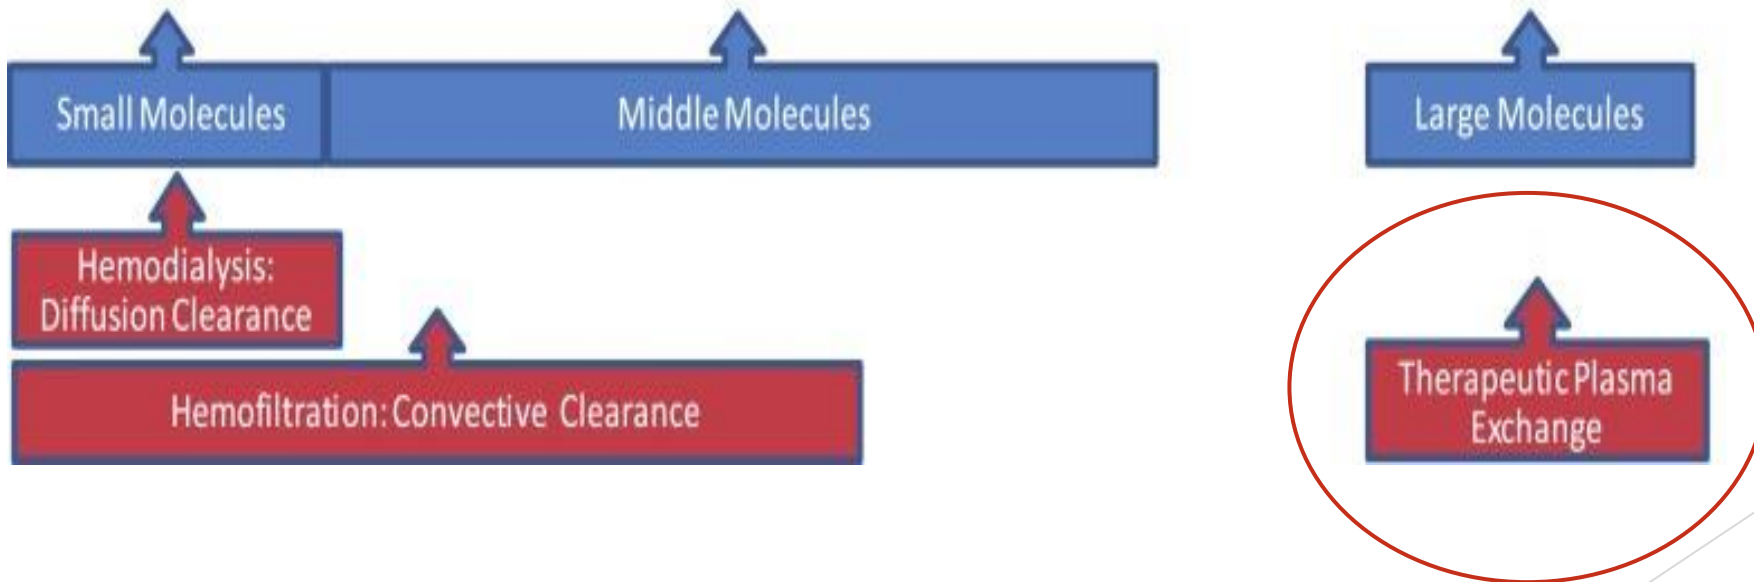 Small Molecules
Middle Molecules
Large Molecules
Hemodialysis:
Diffusion Clearance
Hemofiltration: Convective Clearance
Therapeutic Plasma
Exchange